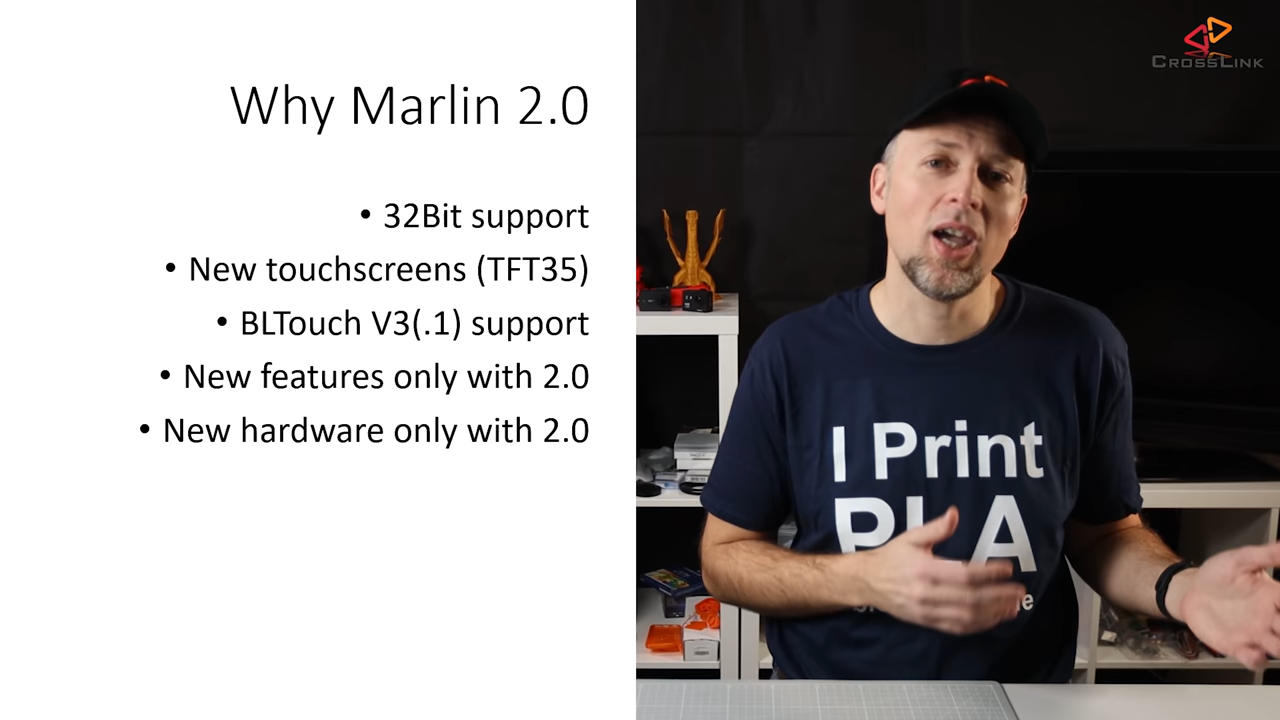 Why Marlin 2.0
• 32Bit support
• New touchscreens (TFT35)
• BLTouch V3(.1) support
• New features only with 2.0
• New hardware only with 2.0
CROSSLINK
I Print
PLA